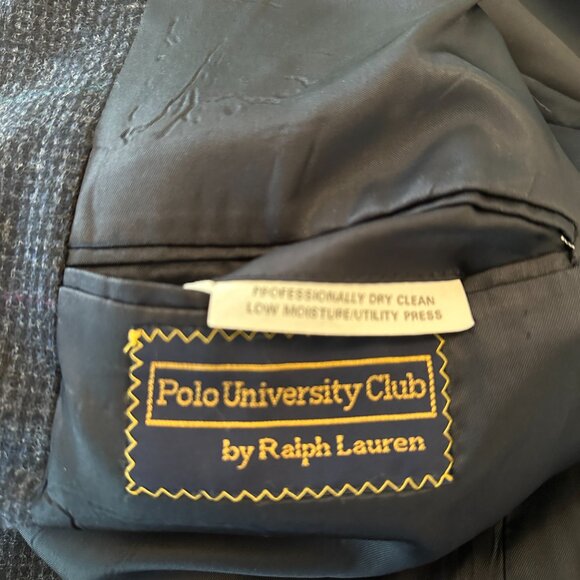 PROFESSIONALLY DRY CLEAN
LOW MOISTURE/UTILITY PRESS
Polo University Club
by Ralph Lauren